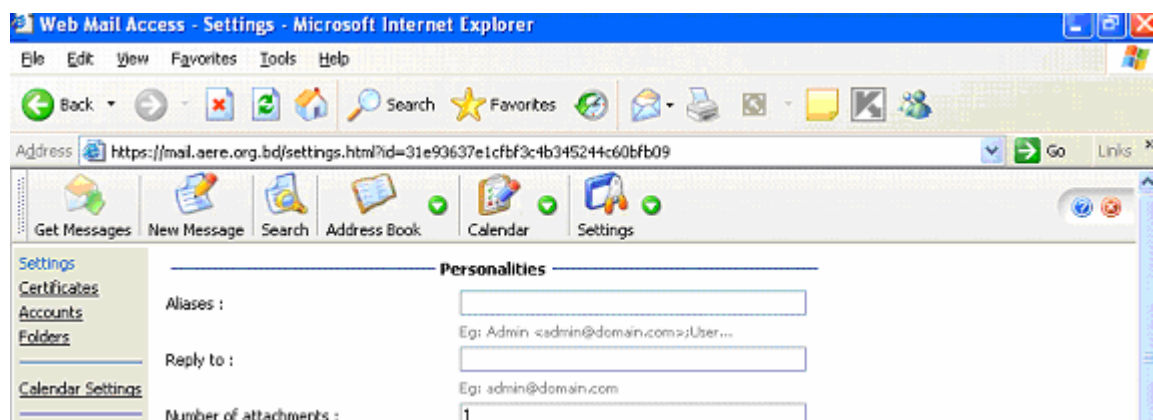 Web Mail Access - Settings - Microsoft Internet Explorer
File Edit View Favorites Tools Help
Back Search Favorites
Address https://mail.aere.org.bd/settings.html?id=31e93637e1cfbf3c4b345244c60bfb09 Go Links »
Get Messages New Message Search Address Book Calendar Settings
Settings
Personalities
Certificates
Aliases :
Accounts
Eg: Admin <admin@domain.com>;User...
Folders
Reply to :
Eg: admin@domain.com
Calendar Settings
Number of attachments : 1